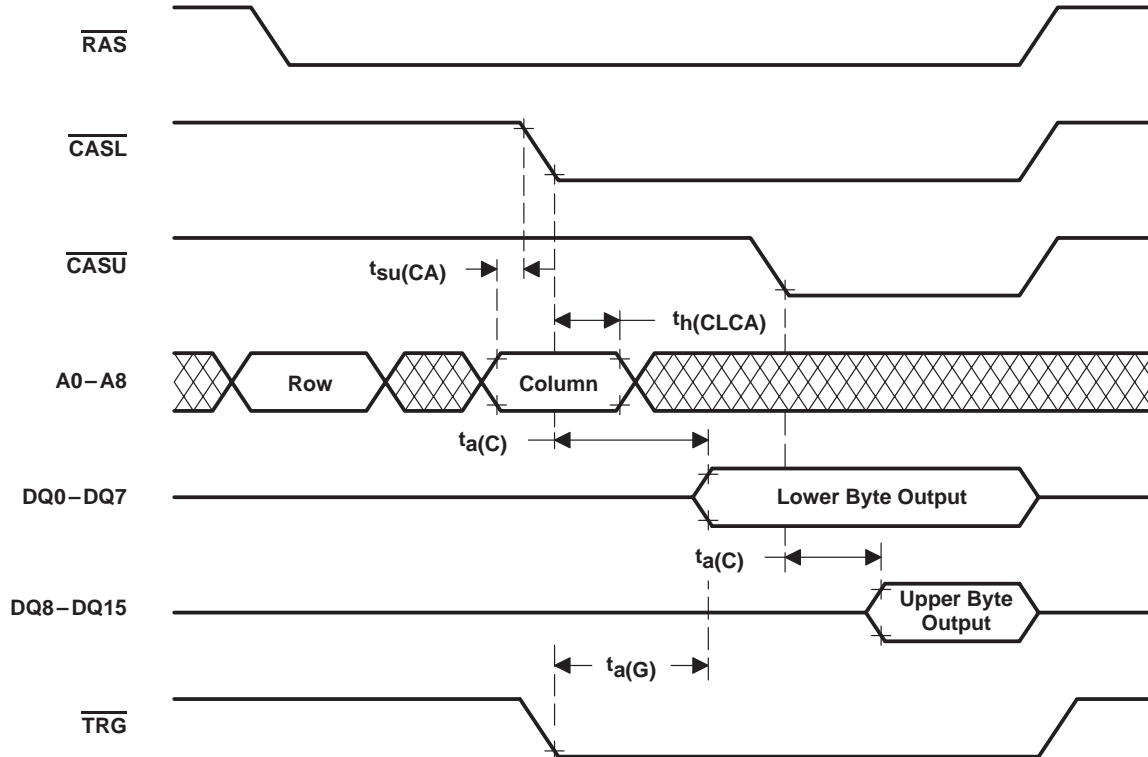 RAS
CASL
CASU
tsu(CA)
th(CLCA)
A0–A8
Row
Column
ta(C)
DQ0–DQ7
Lower Byte Output
ta(C)
DQ8–DQ15
Upper Byte
Output
ta(G)
TRG